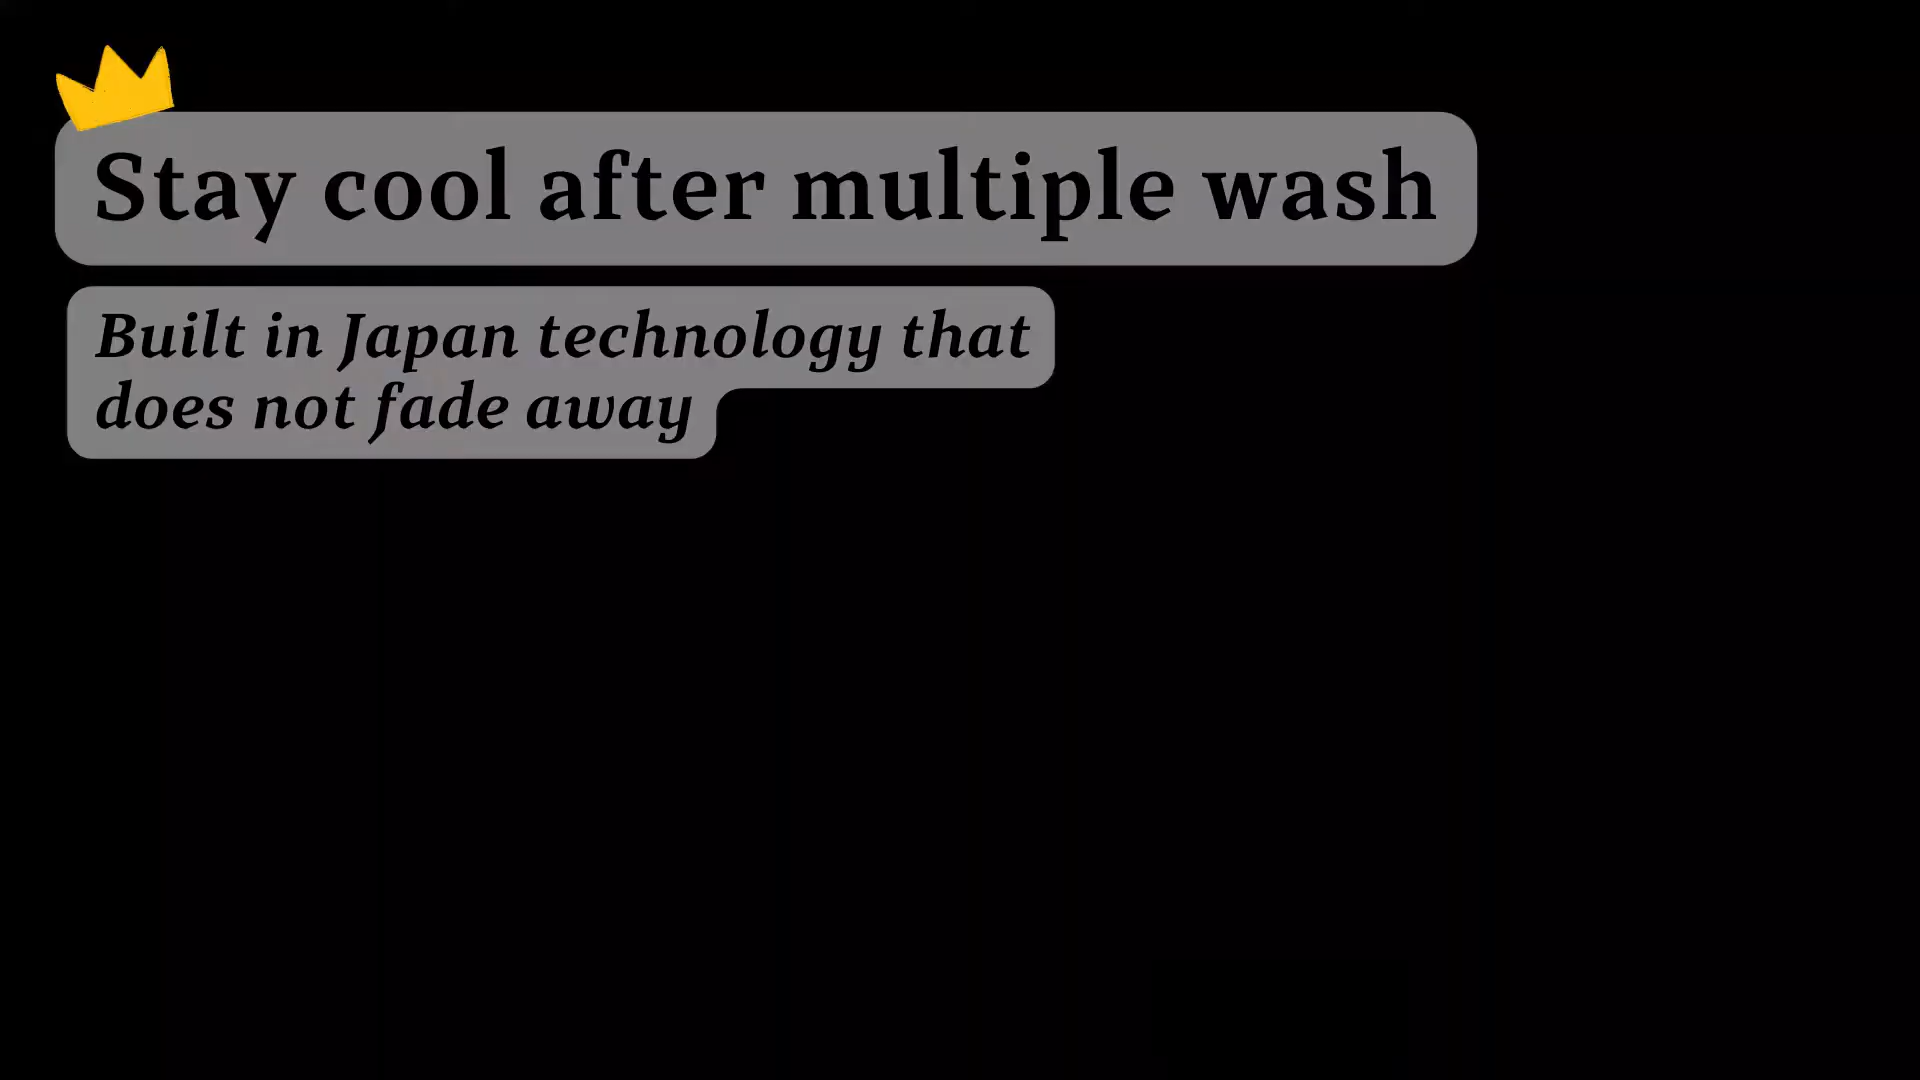 Stay cool after multiple wash
Built in Japan technology that
does not fade away